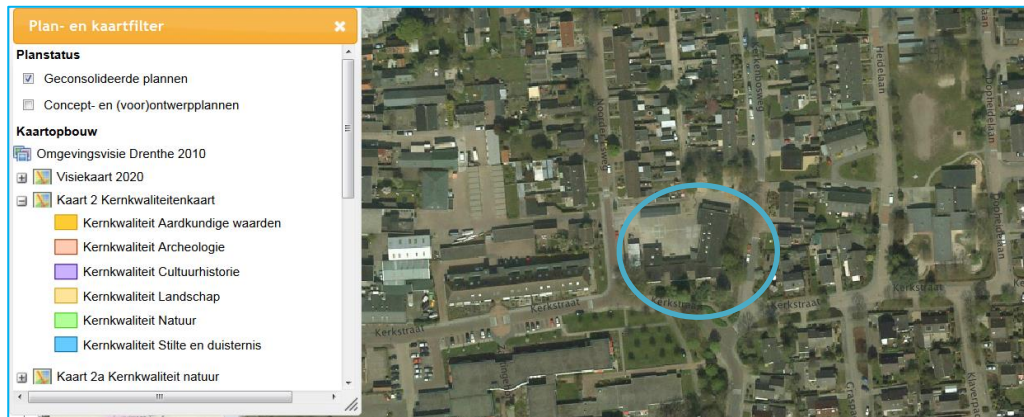 Plan- en kaartfilter
Planstatus
Geconsolideerde plannen
Concept- en (voor)ontwerpplannen
Kaartopbouw
Omgevingsvisie Drenthe 2010
Visiekaart 2020
Kaart 2 Kernkwaliteitenkaart
Kernkwaliteit Aardkundige waarden
Kernkwaliteit Archeologie
Kernkwaliteit Cultuurhistorie
Kernkwaliteit Landschap
Kernkwaliteit Natuur
Kernkwaliteit Stilte en duisternis
Kaart 2a Kernkwaliteit natuur
Heidelaan
Kerkstraat
Kerkstraat
Kerkstraat
Kerkstraat
Kerkstraat